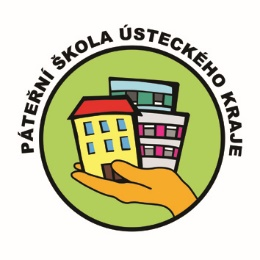 PÁTEŘNÍ ŠKOLA ÚSTECKÉHO KRAJE